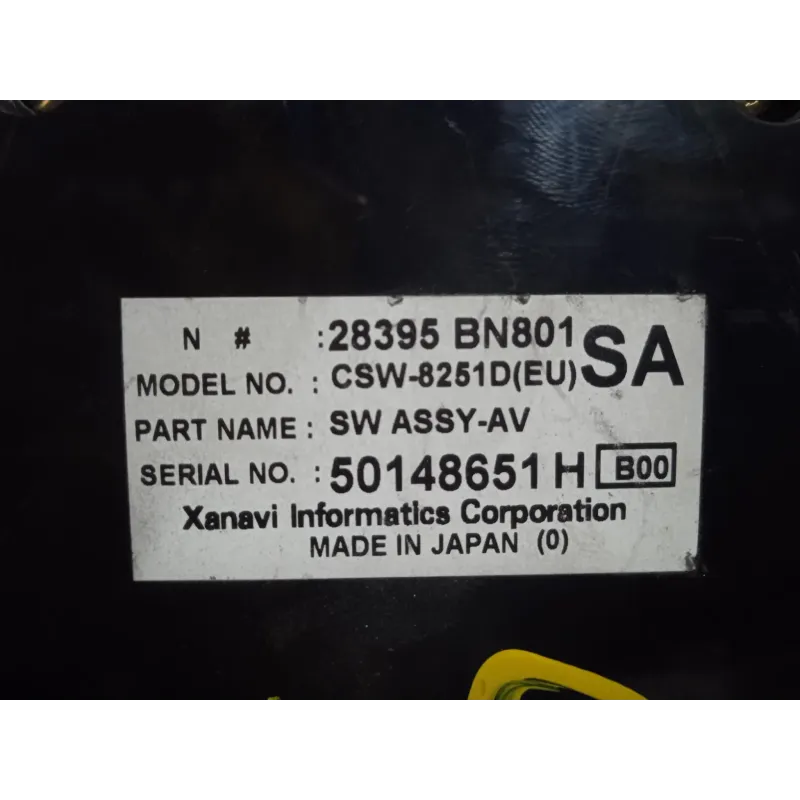 N # : 28395 BN801 SA
MODEL NO. : CSW-8251D(EU)
PART NAME : SW ASSY-AV
SERIAL NO. : 50148651 H B00
Xanavi Informatics Corporation
MADE IN JAPAN (0)